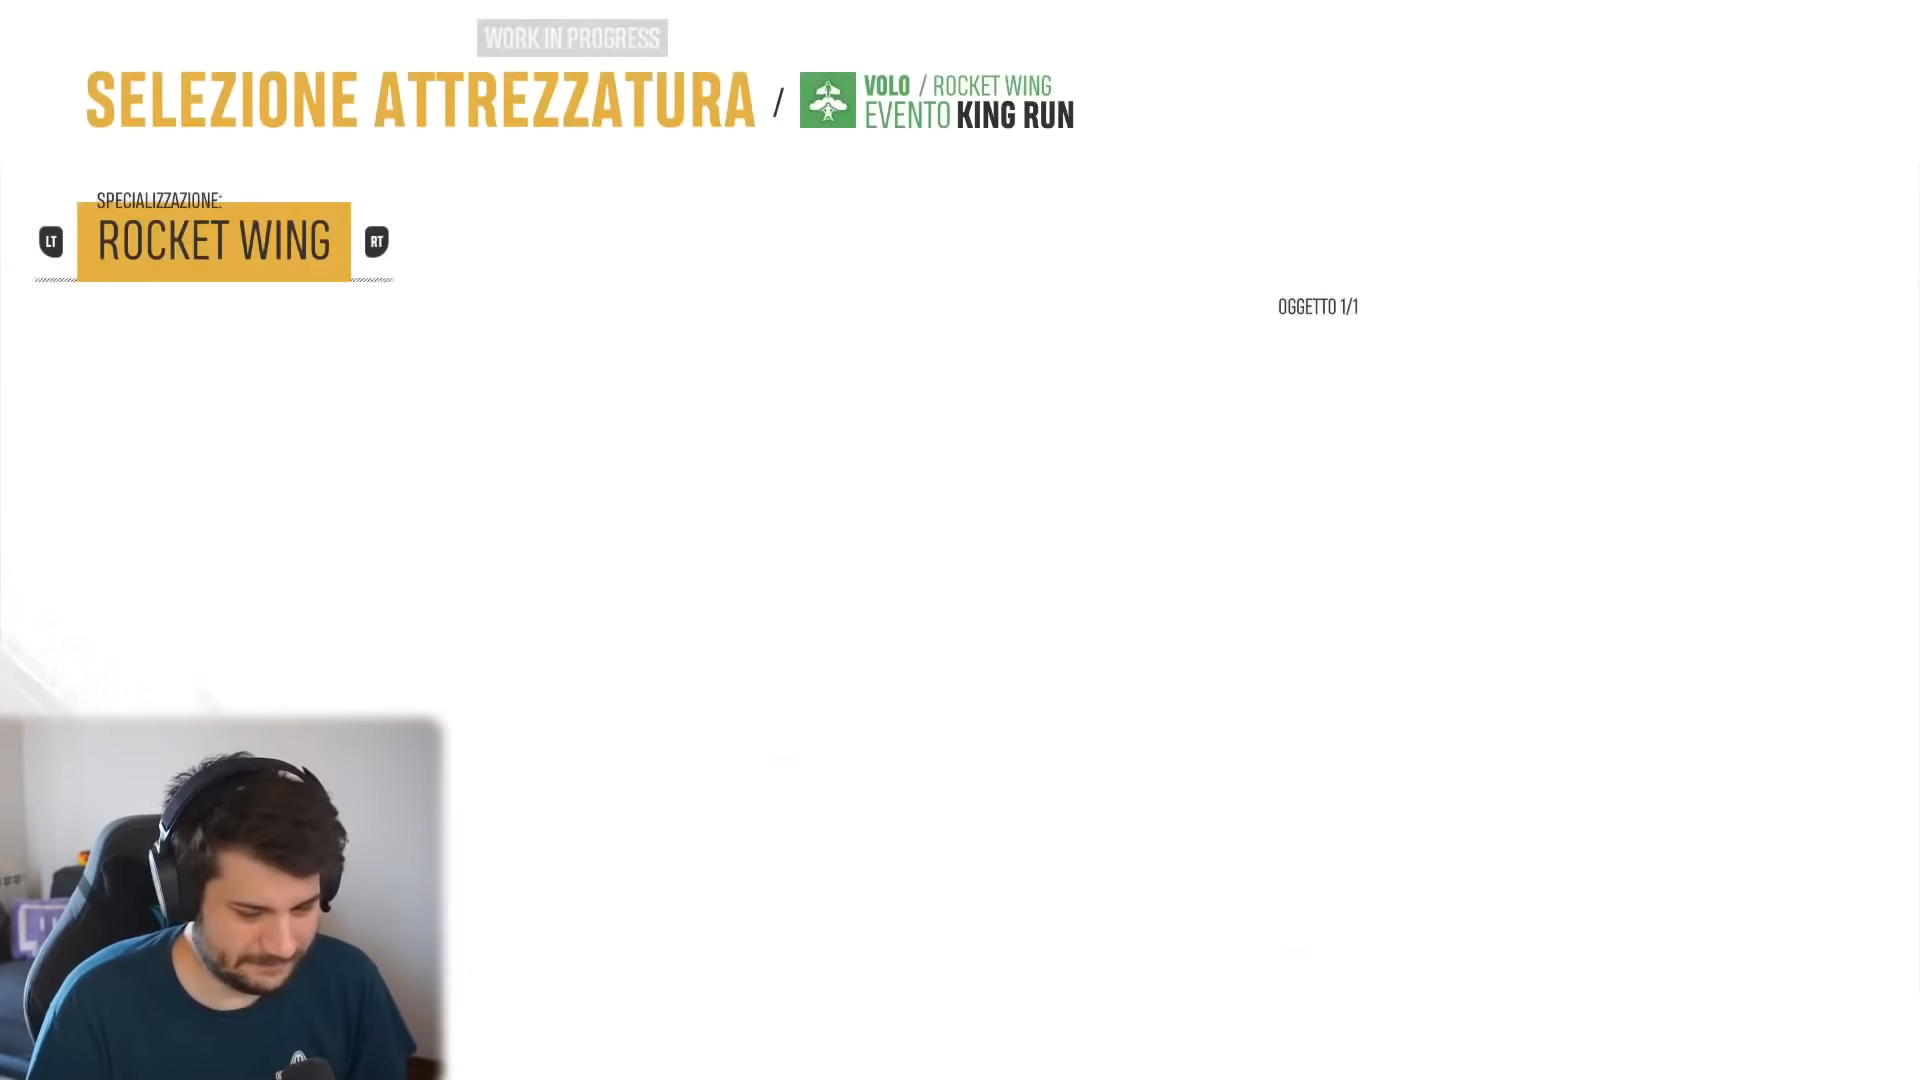 WORK IN PROGRESS
SELEZIONE ATTREZZATURA /
VOLO / ROCKET WING
EVENTO KING RUN
SPECIALIZZAZIONE:
LT ROCKET WING RT
OGGETTO 1/1